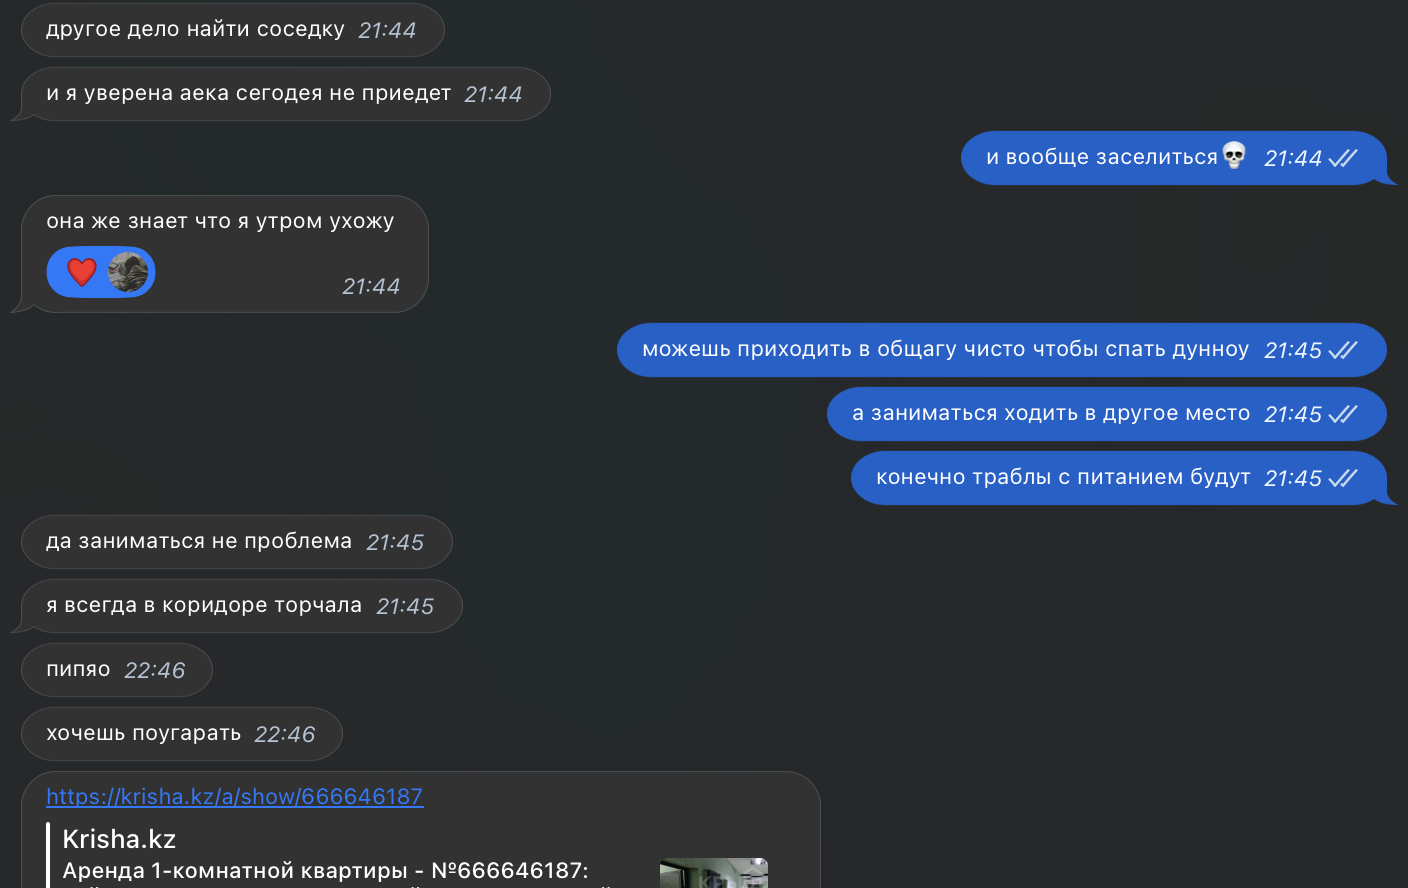 другое дело найти соседку 21:44
и я уверена аека сегодея не приедет 21:44
и вообще заселиться💀 21:44
она же знает что я утром ухожу
❤️ 21:44
можешь приходить в общагу чисто чтобы спать дунноу 21:45
а заниматься ходить в другое место 21:45
конечно траблы с питанием будут 21:45
да заниматься не проблема 21:45
я всегда в коридоре торчала 21:45
пипяо 22:46
хочешь поугарать 22:46
https://krisha.kz/a/show/666646187
Krisha.kz
Аренда 1-комнатной квартиры - №666646187: